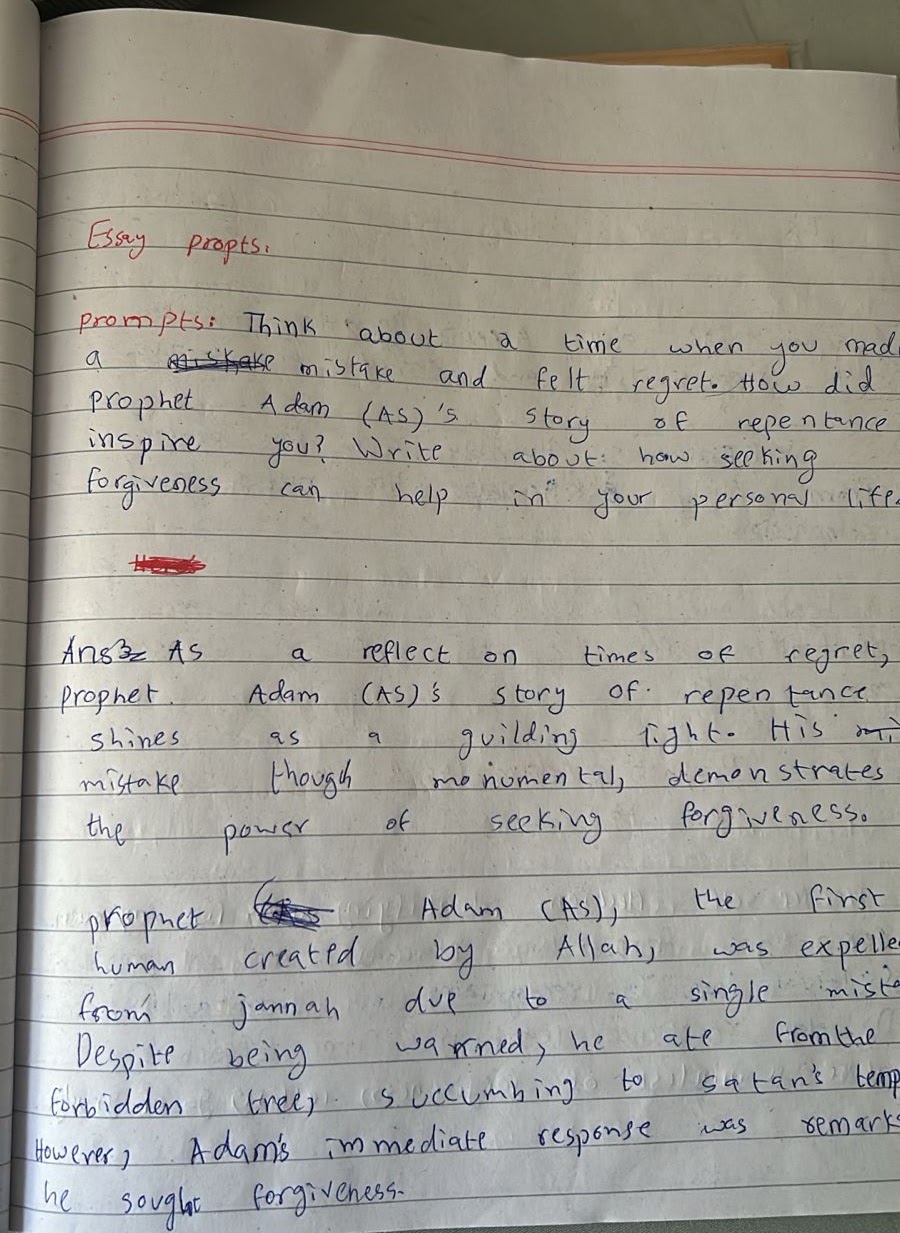 Essay propts.
prompts: Think about a time when you mad
a mistake mistake and felt regret. How did
prophet Adam (AS)'s story of repentance
inspire you? Write about how seeking
forgiveness can help in your personal life.
Ans As a reflect on times of regret,
prophet Adam (AS)'s story of repentance
shines as a guilding light. His
mistake though monumental, demonstrates
the power of seeking forgiveness.
prophet Adam (AS), the first
human created by Allah, was expelle
from jannah due to a single mista
Despite being warned, he ate from the
forbidden tree, succumbing to satan's temp
However, Adam's immediate response was remark
he sought forgiveness.